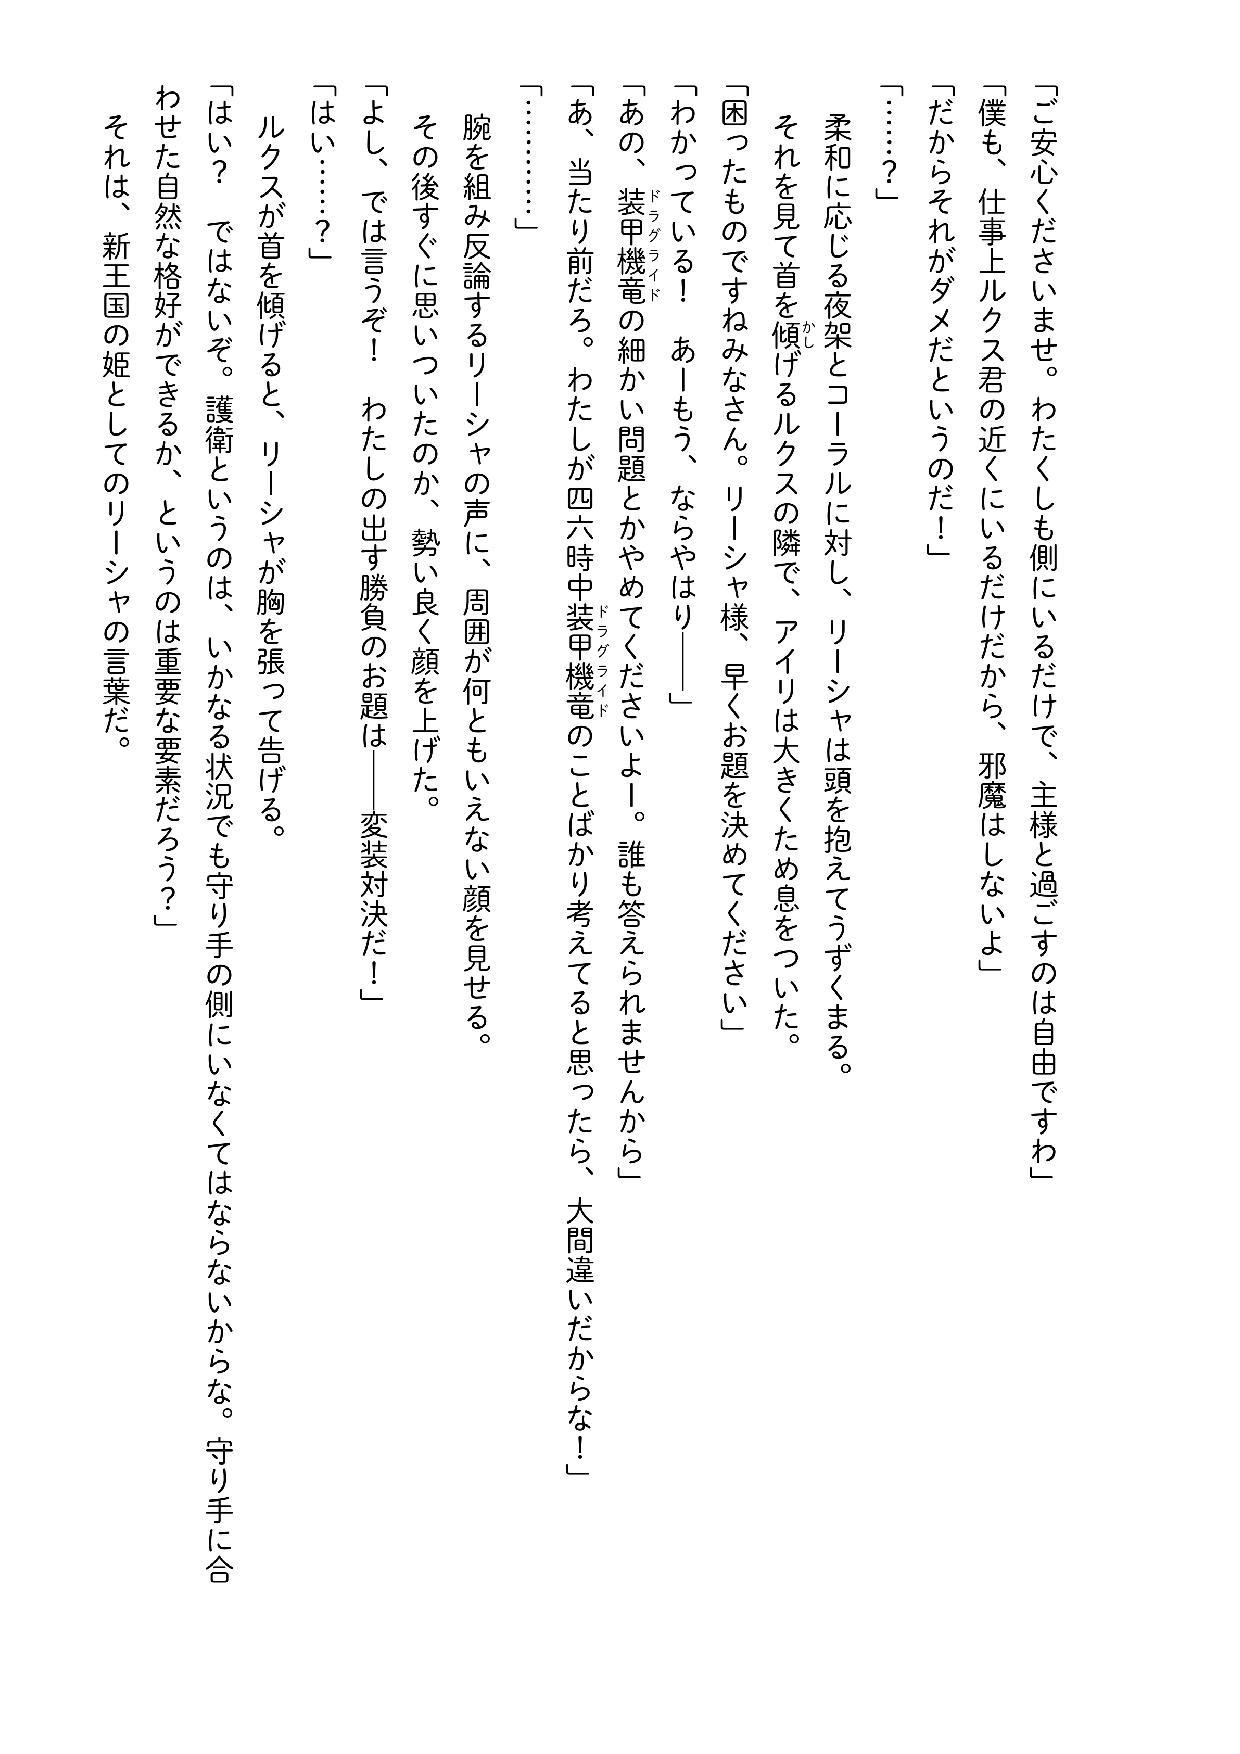 「ご安心くださいませ。わたくしも側にいるだけで、主様と過ごすのは自由ですわ」
「僕も、仕事上ルクス君の近くにいるだけだから、邪魔はしないよ」
「だからそれがダメだというのだ！」
「……？」
　柔和に応じる夜架とコーラルに対し、リーシャは頭を抱えてうずくまる。
　それを見て首を傾かしげるルクスの隣で、アイリは大きくため息をついた。
「困ったものですねみなさん。リーシャ様、早くお題を決めてください」
「わかっている！　あーもう、ならやはり――」
「あの、装甲機竜ドラグライドの細かい問題とかやめてくださいよー。誰も答えられませんから」
「あ、当たり前だろ。わたしが四六時中装甲機竜ドラグライドのことばかり考えてると思ったら、大間違いだからな！」
「…………」
　腕を組み反論するリーシャの声に、周囲が何ともいえない顔を見せる。
　その後すぐに思いついたのか、勢い良く顔を上げた。
「よし、では言うぞ！　わたしの出す勝負のお題は――変装対決だ！」
「はい……？」
　ルクスが首を傾げると、リーシャが胸を張って告げる。
「はい？　ではないぞ。護衛というのは、いかなる状況でも守り手の側にいなくてはならないからな。守り手に合
わせた自然な格好ができるか、というのは重要な要素だろう？」
　それは、新王国の姫としてのリーシャの言葉だ。